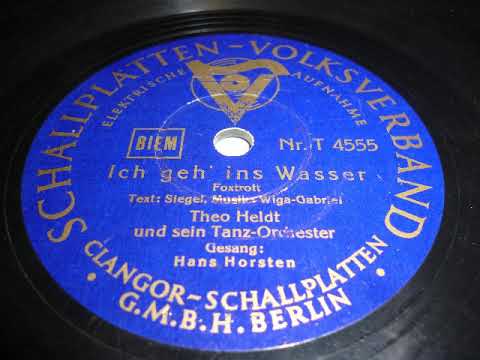 SCHALLPLATTEN-VOLKSVERBAND
ELEKTRISCHE AUFNAHME
BIEM
Nr. T 4555
Ich geh' ins Wasser
Foxtrott
Text: Siegel, Musik: Wiga-Gabriel
Theo Heldt
und sein Tanz-Orchester
Gesang:
Hans Horsten
CLANGOR-SCHALLPLATTEN
G.M.B.H. BERLIN